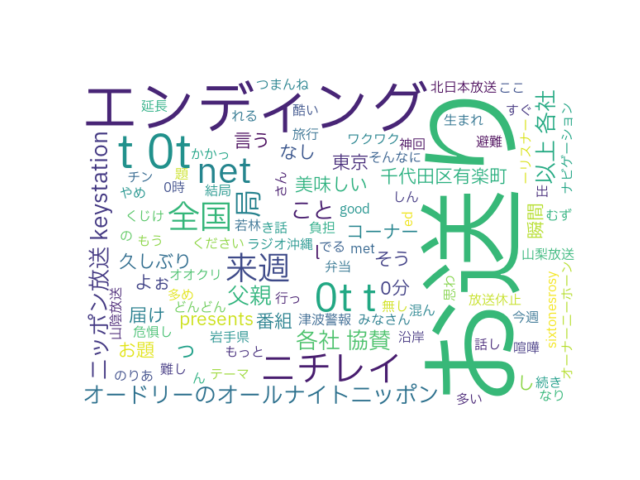 つまんね
北日本放送
ここ
エンディング
延長
れる
酷い
生まれ
すぐ
旅行
ワクワク
神回
避難
t 0t
net
かかっ
言う
なし
東京
そんなに
以上 各社
ナビゲーション
リスナー
チン
題
さん
美味しい
千代田区有楽町
0時
結局
しん
圧
やめ
keystation
局
こと
good
ed
瞬間
むず
くじけ
全国
若林
き話
負担
コーナー
の
もう
ください
ラジオ沖縄
でる
met
そう
お送り
山梨放送
久しぶり
よぉ
来週
し
弁当
オオクリ
思わ
ニッポン放送
山陰放送
父親
行っ
0t t
0分
無し
混ん
放送休止
sixtonesrosy
オーナーニーホーン
多め
どんどん
届け
presents
番組
津波警報
みなさん
今週
危惧し
岩手県
各社 協賛
沿岸
話し
喧嘩
お題
つ
もっと
ニチレイ
のりあ
難し
ん
テーマ
し
続き
オードリーのオールナイトニッポン
多い
なり